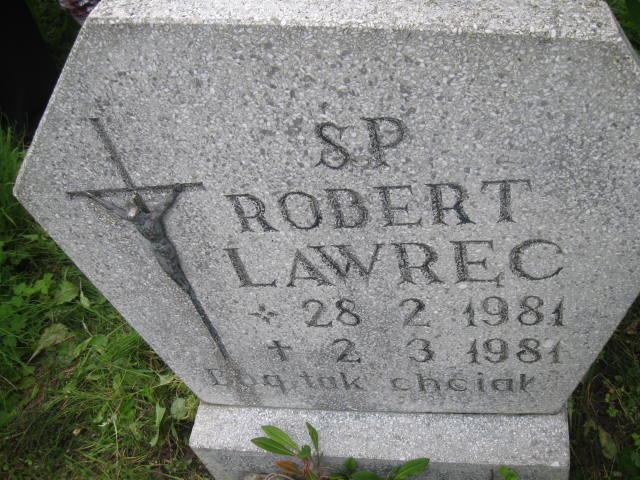 SP
ROBERT
LAWREC
* 28 2 1981
+ 2 3 1981
Bóg tak chciał